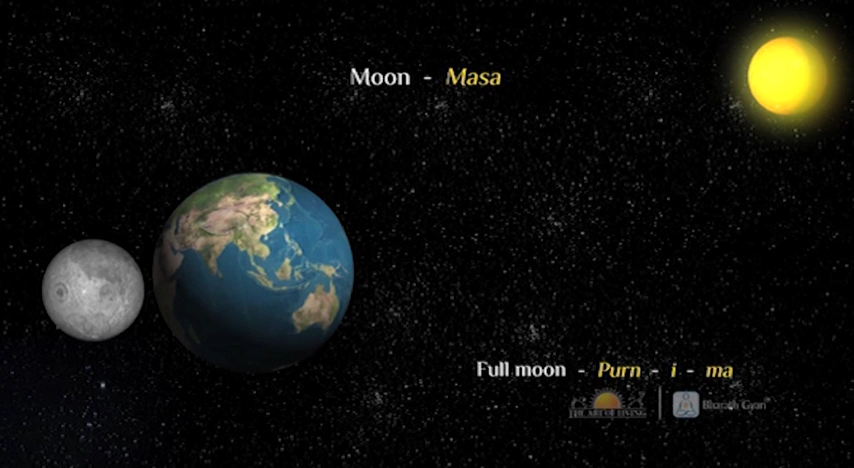 Moon - Masa
Full moon - Purn - i - ma
THE ART OF LIVING
Bharath Gyan